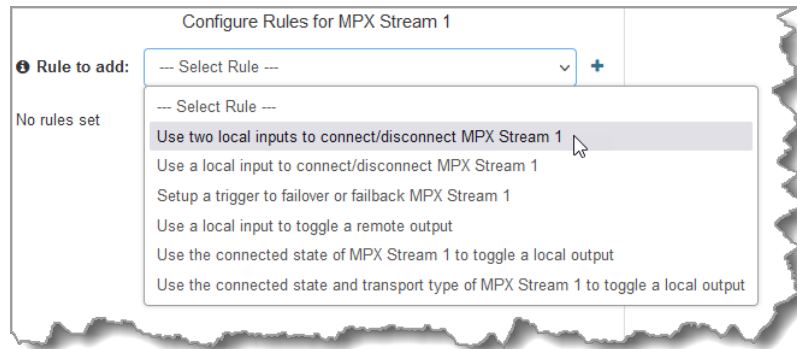 Configure Rules for MPX Stream 1
Rule to add: --- Select Rule ---
No rules set
--- Select Rule ---
Use two local inputs to connect/disconnect MPX Stream 1
Use a local input to connect/disconnect MPX Stream 1
Setup a trigger to failover or failback MPX Stream 1
Use a local input to toggle a remote output
Use the connected state of MPX Stream 1 to toggle a local output
Use the connected state and transport type of MPX Stream 1 to toggle a local output